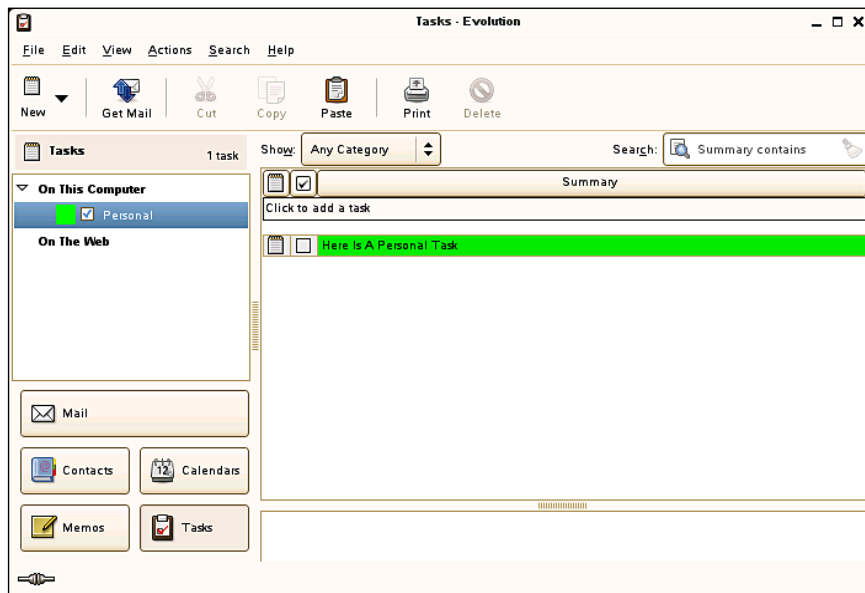 Tasks - Evolution
File Edit View Actions Search Help
New Get Mail Cut Copy Paste Print Delete
Tasks 1 task
Show: Any Category Search: Summary contains
On This Computer
Personal
On The Web
Summary
Click to add a task
Here Is A Personal Task
Mail
Contacts 12 Calendars
Memos Tasks